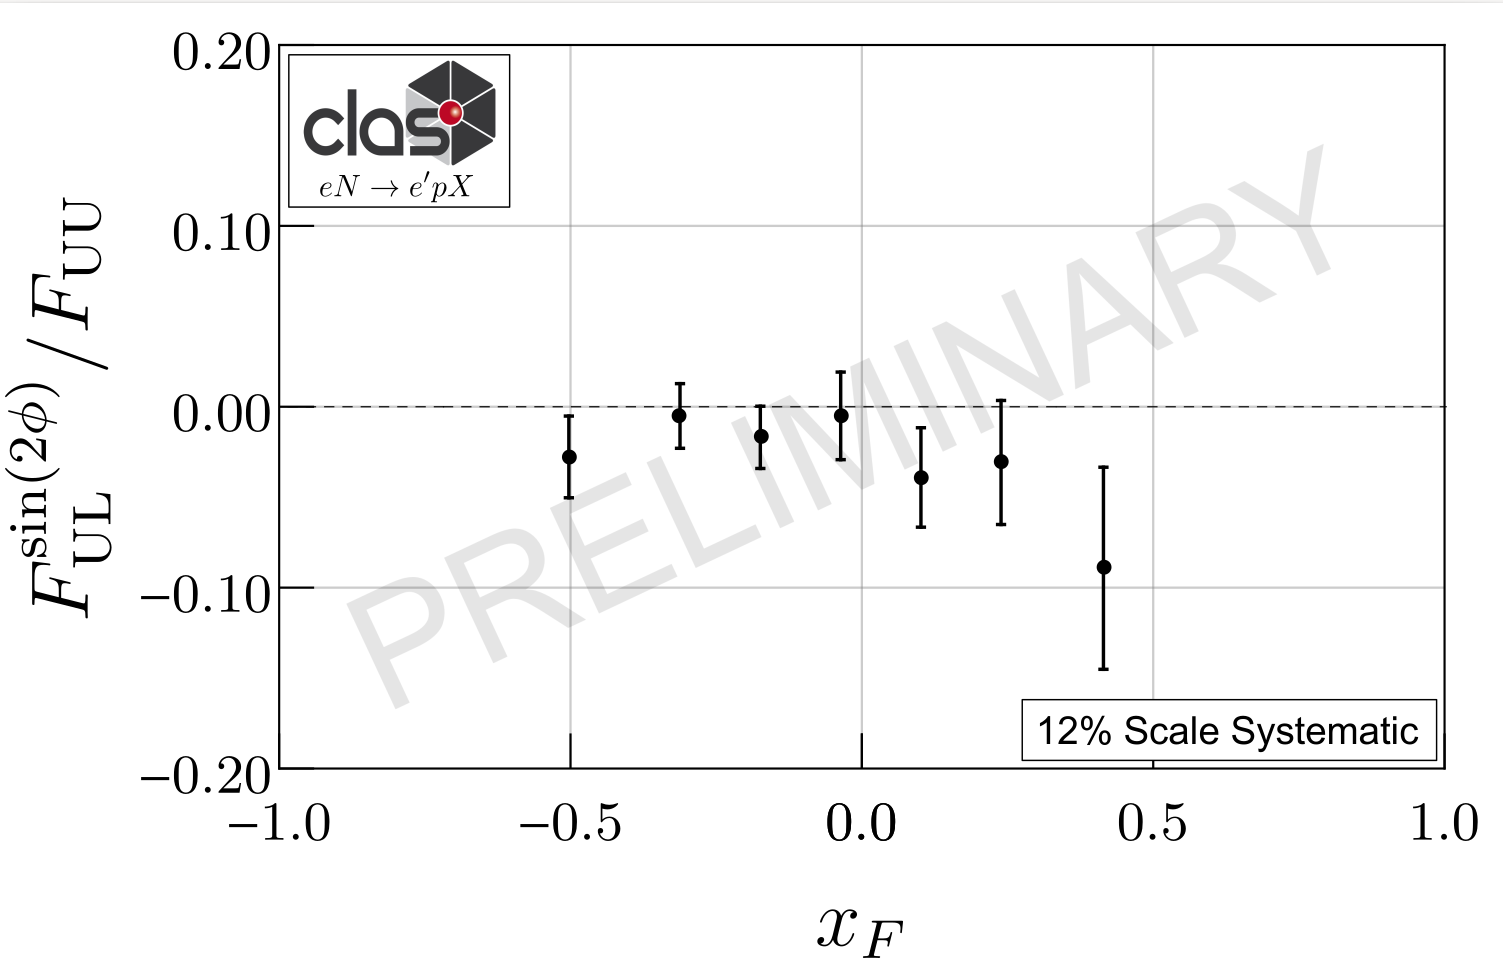 0.20
0.10
0.00
−0.10
−0.20
−1.0 −0.5 0.0 0.5 1.0
x_F
F_UL^sin(2ϕ) / F_UU
clas
eN → e′pX
PRELIMINARY
12% Scale Systematic